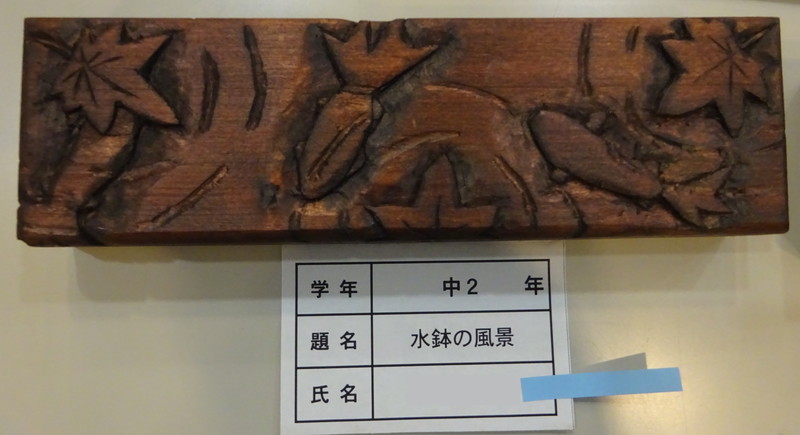 学年 中2 年
題名 水鉢の風景
氏名